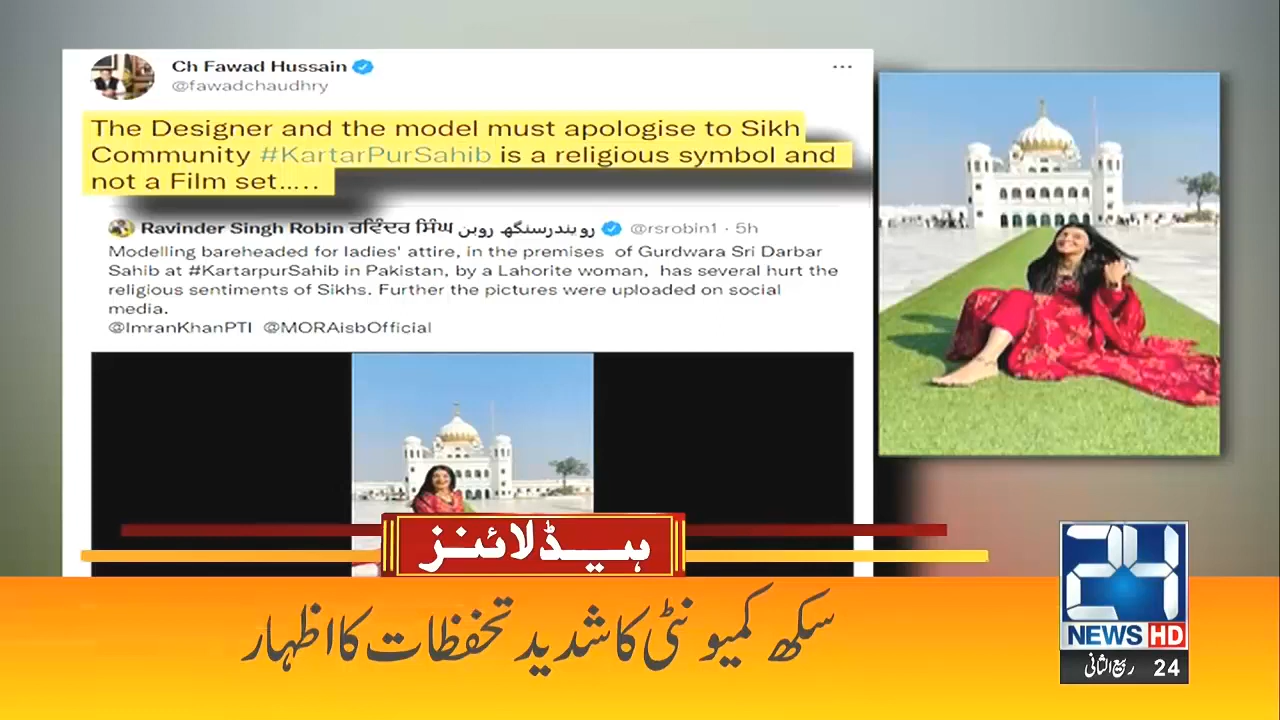 Ch Fawad Hussain
@fawadchaudhry
The Designer and the model must apologise to Sikh
Community #KartarPurSahib is a religious symbol and
not a Film set.....
Ravinder Singh Robin ਰਵਿੰਦਰ ਸਿੰਘ رویندرسنگھ روبن @rsrobin1 · 5h
Modelling bareheaded for ladies' attire, in the premises of Gurdwara Sri Darbar
Sahib at #KartarpurSahib in Pakistan, by a Lahorite woman, has several hurt the
religious sentiments of Sikhs. Further the pictures were uploaded on social
media.
@ImranKhanPTI @MORAisbOfficial
ہیڈلائنز
سکھ کمیونٹی کا شدید تحفظات کا اظہار
24
NEWS HD
24 ربیع الثانی